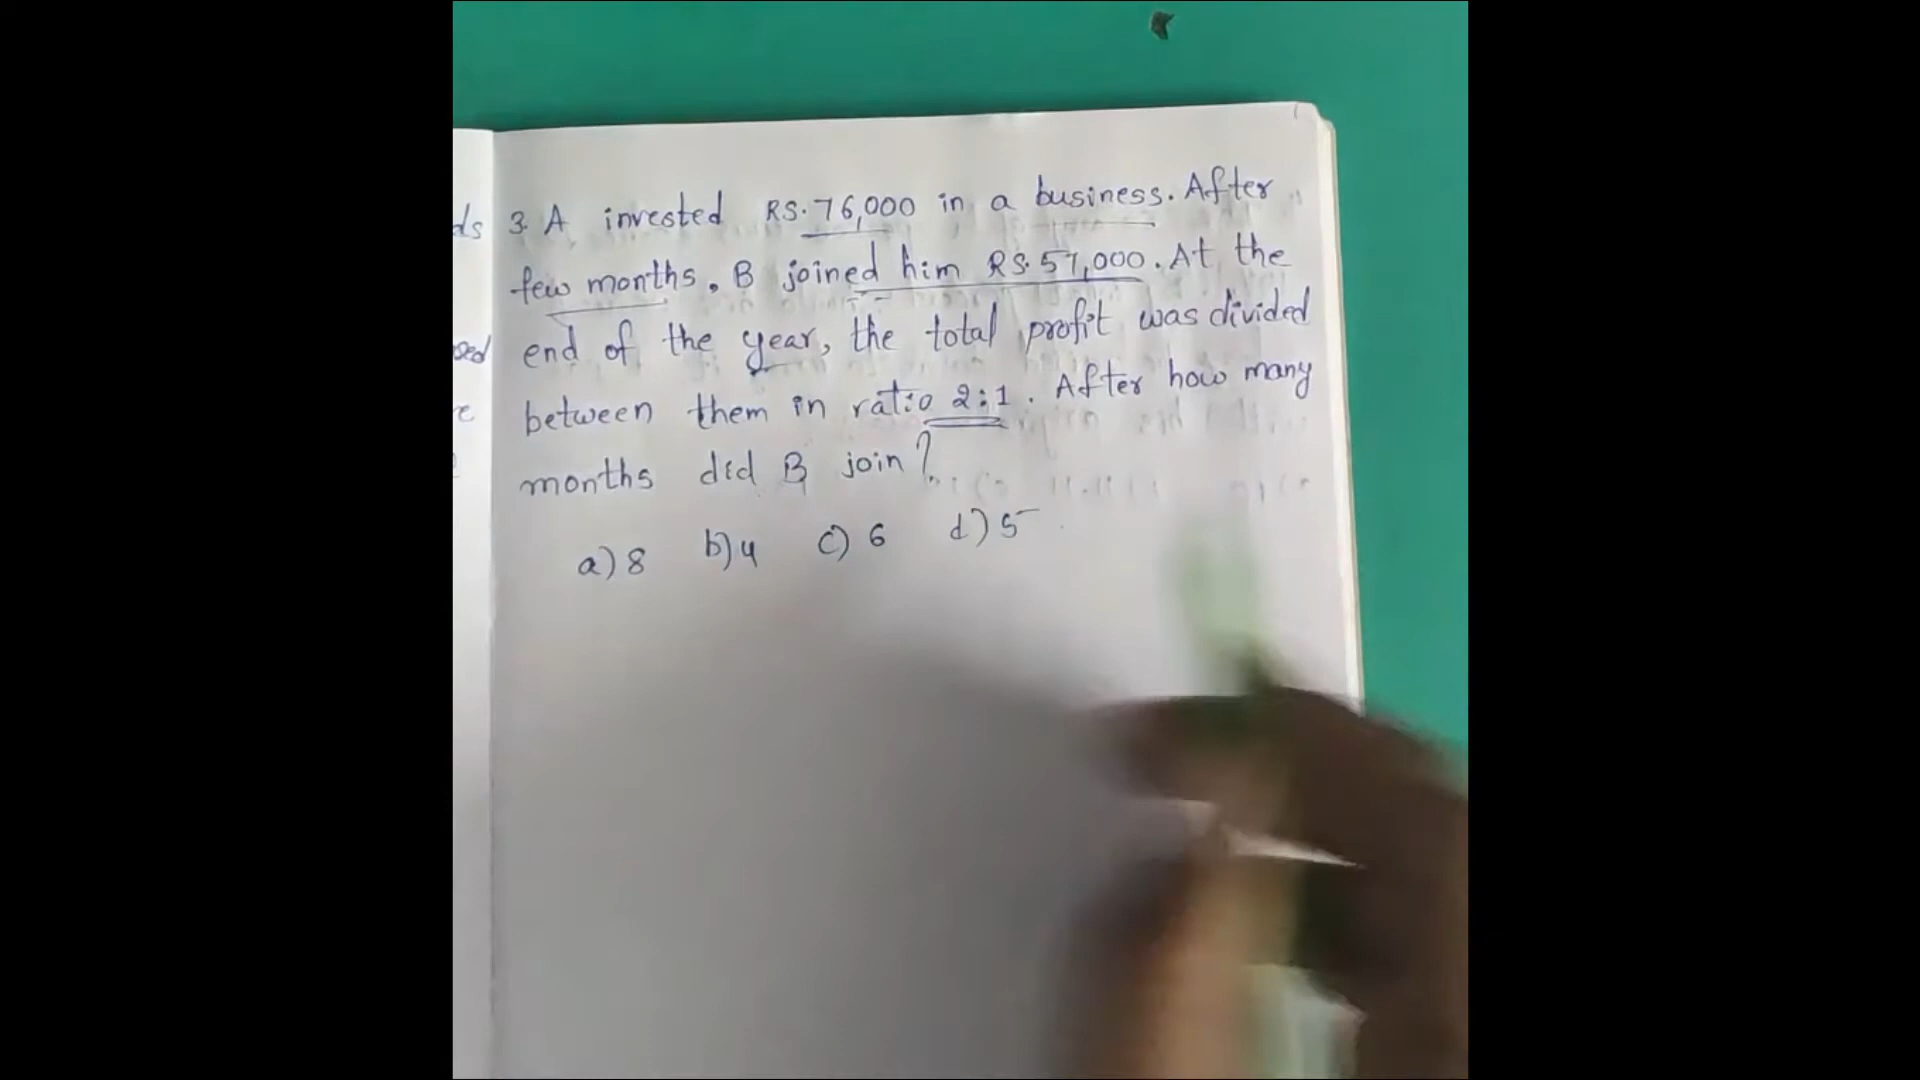 ds
3. A invested RS.76,000 in a business. After
few months, B joined him RS.57,000. At the
sed
end of the year, the total profit was divided
e
between them in ratio 2:1. After how many
months did B join?
a) 8 b) 4 c) 6 d) 5